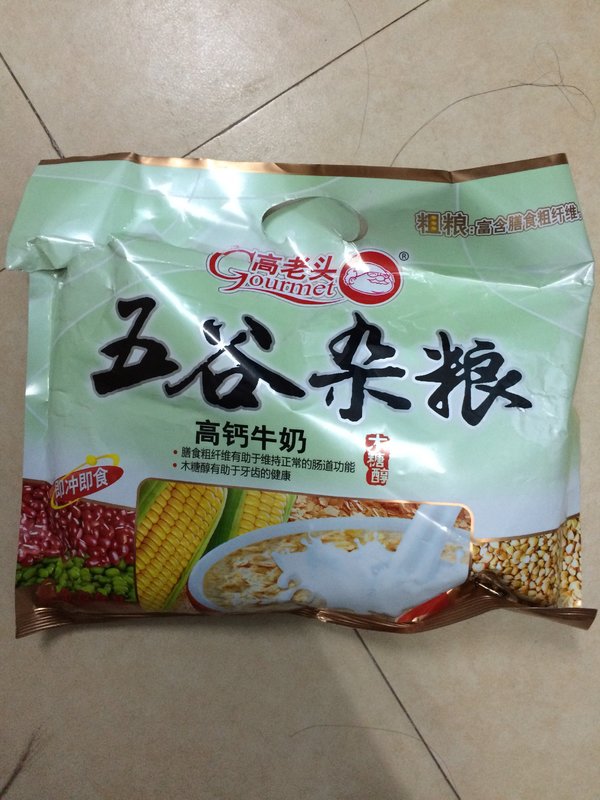 粗粮:富含膳食粗纤维
高老头
Gourmet
®
五谷杂粮
高钙牛奶
木糖醇
• 膳食粗纤维有助于维持正常的肠道功能
• 木糖醇有助于牙齿的健康
即冲即食